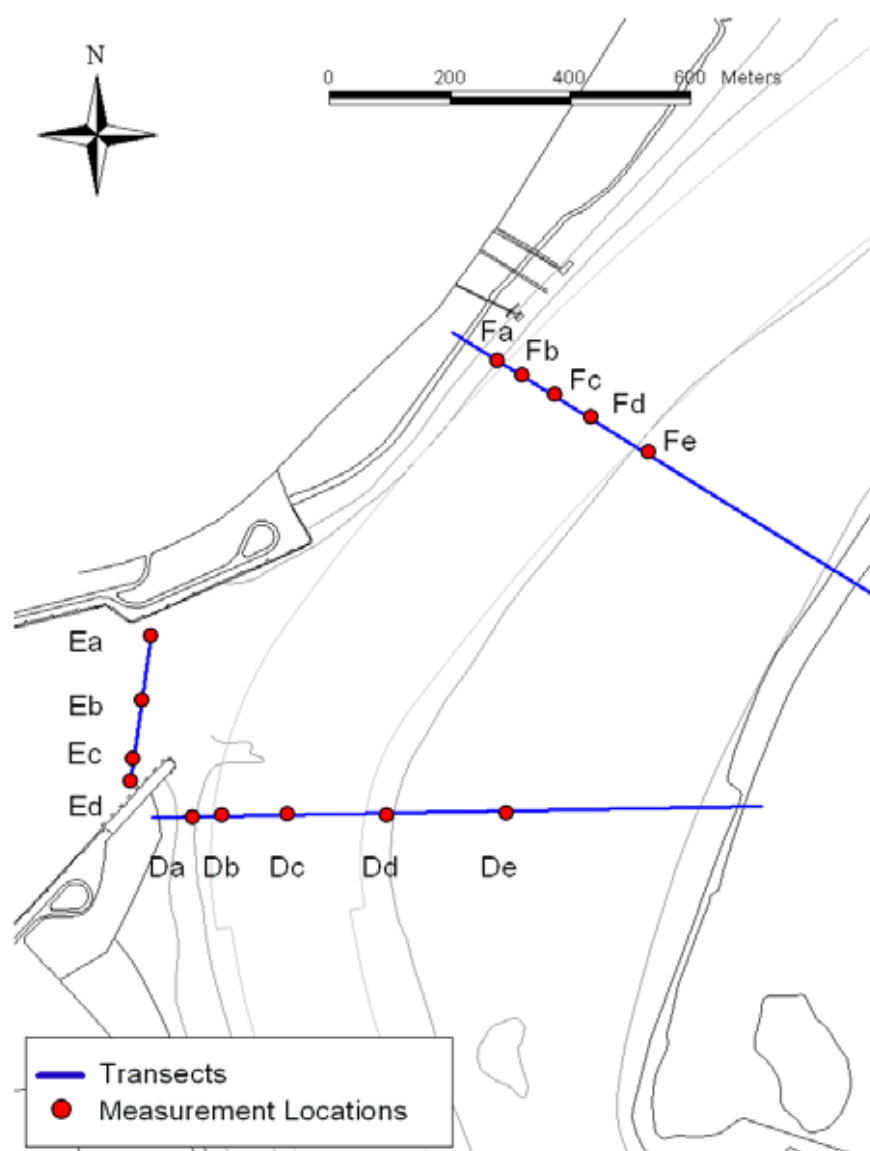 N
0 200 400 600 Meters
Fa
Fb
Fc
Fd
Fe
Ea
Eb
Ec
Ed
Da Db Dc Dd De
Transects
Measurement Locations